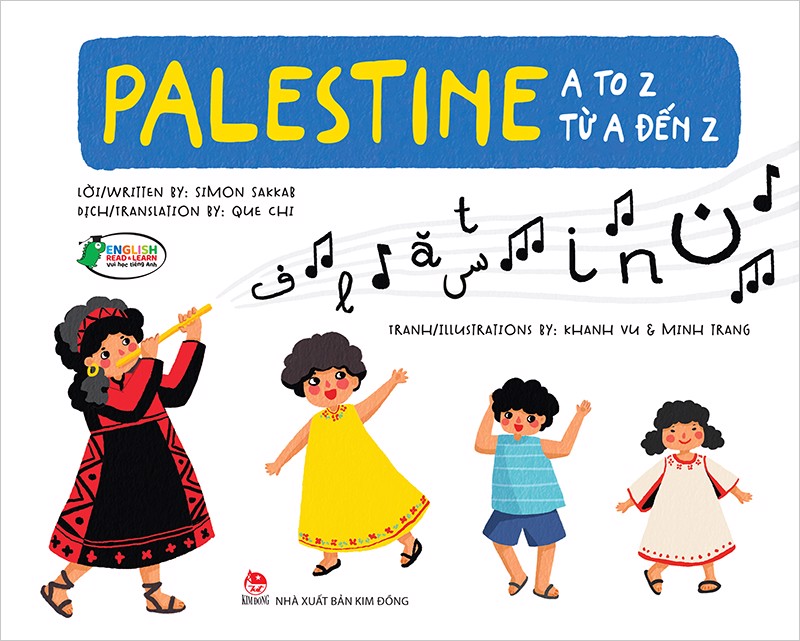 PALESTINE
A TO Z
TỪ A ĐẾN Z
LỜI/WRITTEN BY: SIMON SAKKAB
DỊCH/TRANSLATION BY: QUE CHI
ENGLISH
READ & LEARN
Vui học tiếng Anh
ف ل ă س t i n ن
TRANH/ILLUSTRATIONS BY: KHANH VU & MINH TRANG
KIM ĐỒNG
NHÀ XUẤT BẢN KIM ĐỒNG